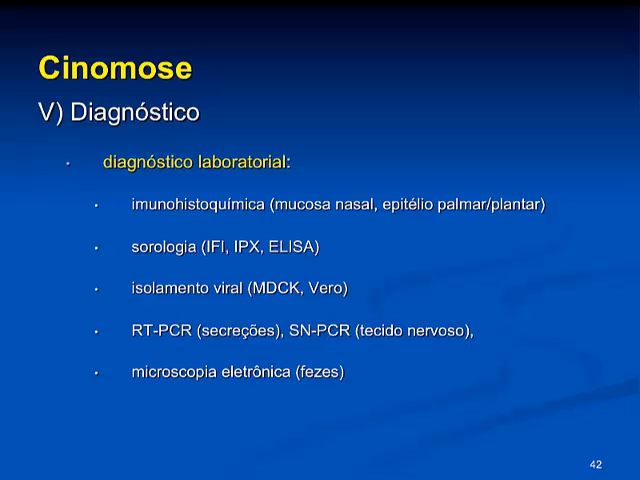 Cinomose
V) Diagnóstico
• diagnóstico laboratorial:
• imunohistoquímica (mucosa nasal, epitélio palmar/plantar)
• sorologia (IFI, IPX, ELISA)
• isolamento viral (MDCK, Vero)
• RT-PCR (secreções), SN-PCR (tecido nervoso),
• microscopia eletrônica (fezes)
42